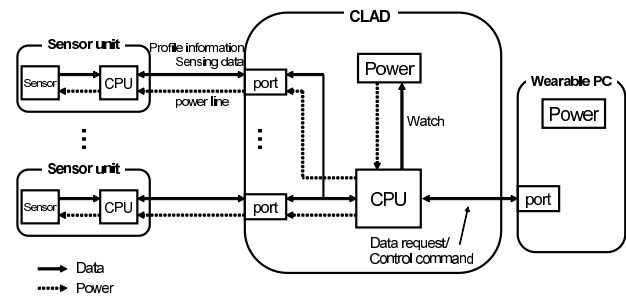 CLAD
Sensor unit
Profile information
Sensing data
Sensor
CPU
port
power line
Power
Watch
Wearable PC
Power
Sensor unit
Sensor
CPU
port
CPU
port
Data request/
Control command
Data
Power